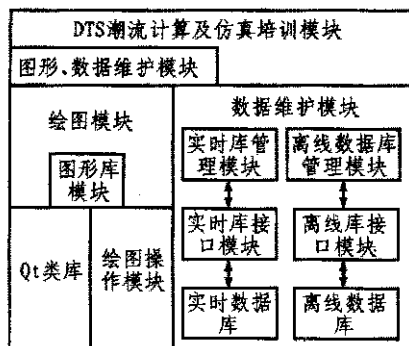 DTS潮流计算及仿真培训模块
图形、数据维护模块
绘图模块
图形库
模块
Qt类库
绘图操
作模块
数据维护模块
实时库管
理模块
离线数据库
管理模块
实时库接
口模块
离线库接
口模块
实时数据
库
离线数据
库